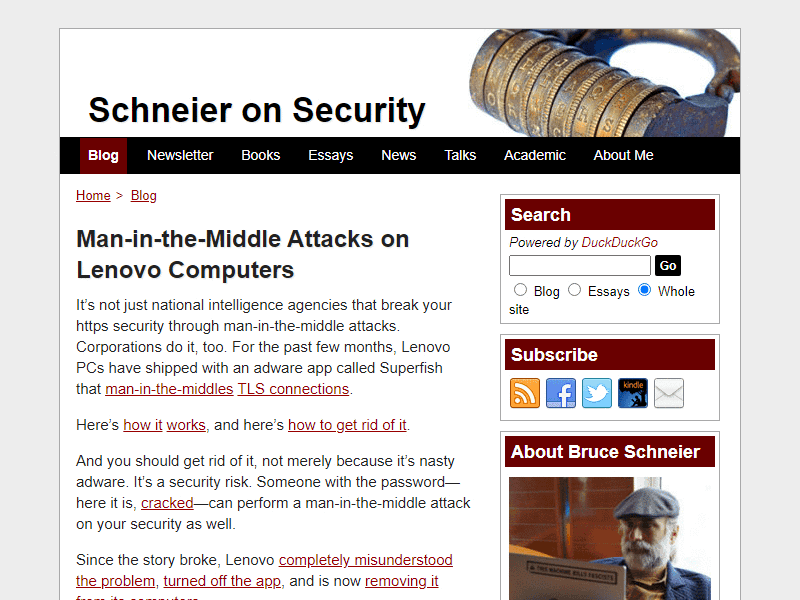 Schneier on Security
Blog Newsletter Books Essays News Talks Academic About Me
Home > Blog
Man-in-the-Middle Attacks on
Lenovo Computers
It’s not just national intelligence agencies that break your
https security through man-in-the-middle attacks.
Corporations do it, too. For the past few months, Lenovo
PCs have shipped with an adware app called Superfish
that man-in-the-middles TLS connections.
Here’s how it works, and here’s how to get rid of it.
And you should get rid of it, not merely because it’s nasty
adware. It’s a security risk. Someone with the password—
here it is, cracked—can perform a man-in-the-middle attack
on your security as well.
Since the story broke, Lenovo completely misunderstood
the problem, turned off the app, and is now removing it
from its computers.
Search
Powered by DuckDuckGo
Go
Blog Essays Whole
site
Subscribe
kindle
About Bruce Schneier
THIS MACHINE KILLS FASCISTS